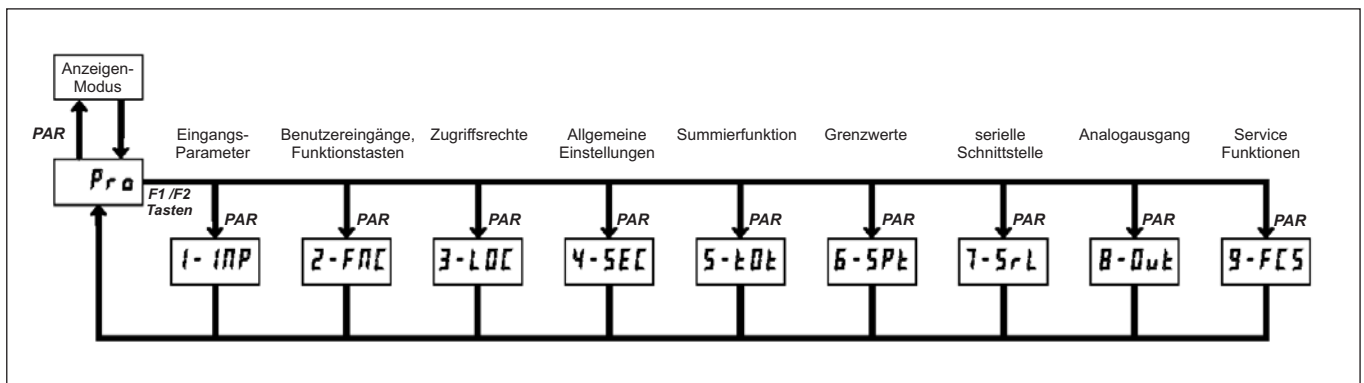 Anzeigen-
Modus
PAR
Pro
F1 /F2
Tasten
Eingangs-
Parameter
Benutzereingänge,
Funktionstasten
Zugriffsrechte
Allgemeine
Einstellungen
Summierfunktion
Grenzwerte
serielle
Schnittstelle
Analogausgang
Service
Funktionen
PAR
PAR
PAR
PAR
PAR
PAR
PAR
PAR
PAR
1-INP
2-FNC
3-LOC
4-SEC
5-tOt
6-SPt
7-SrL
8-Out
9-FCS